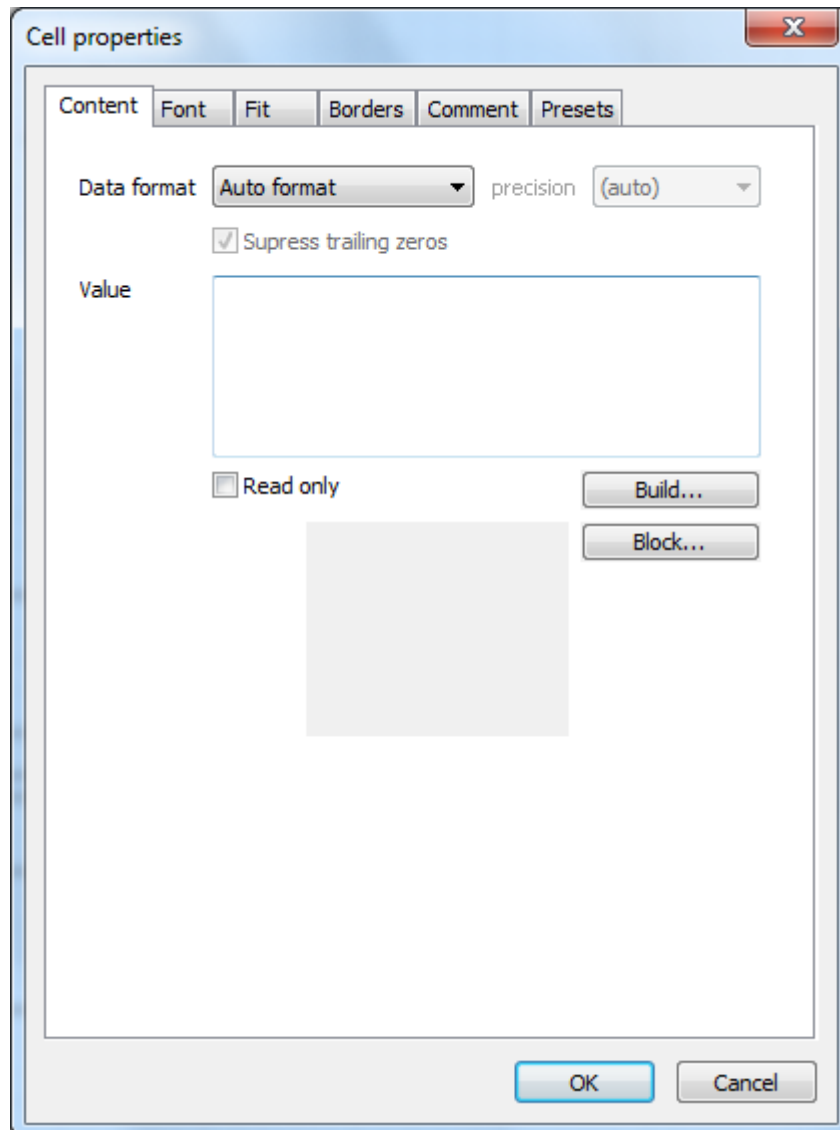 Cell properties
Content Font Fit Borders Comment Presets
Data format Auto format precision (auto)
Supress trailing zeros
Value
Read only Build...
Block...
OK Cancel